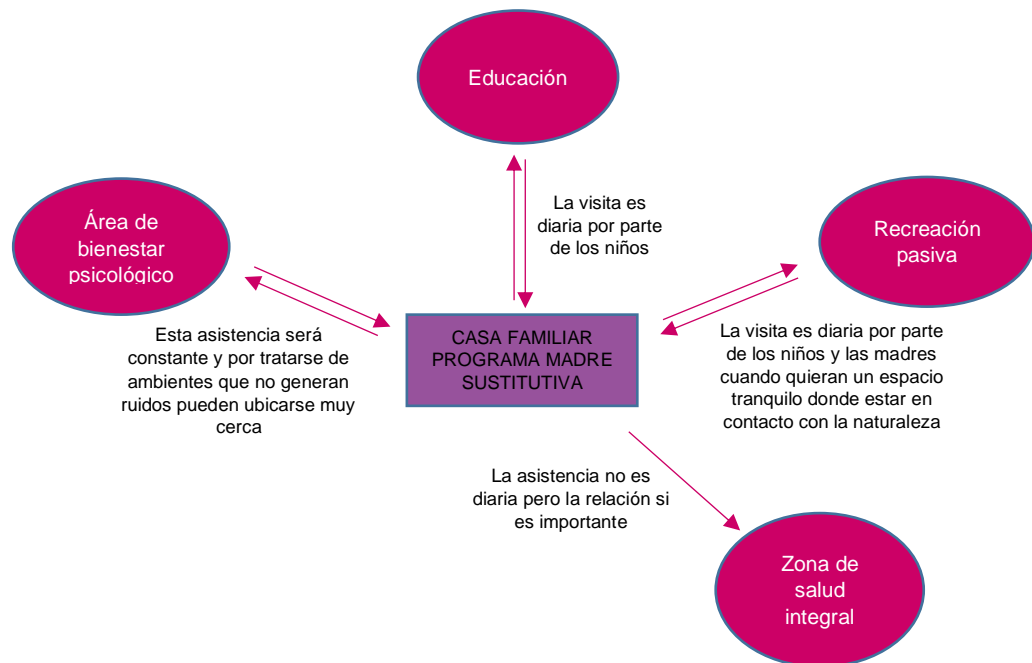 Educación
La visita es
diaria por parte
de los niños
Área de
bienestar
psicológico
Recreación
pasiva
Esta asistencia será
constante y por tratarse de
ambientes que no generan
ruidos pueden ubicarse muy
cerca
CASA FAMILIAR
PROGRAMA MADRE
SUSTITUTIVA
La visita es diaria por parte
de los niños y las madres
cuando quieran un espacio
tranquilo donde estar en
contacto con la naturaleza
La asistencia no es
diaria pero la relación si
es importante
Zona de
salud
integral